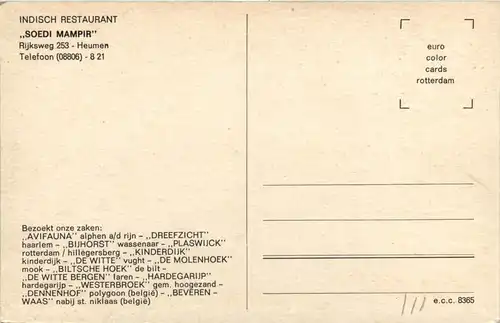 INDISCH RESTAURANT
„SOEDI MAMPIR"
Rijksweg 253 - Heumen
Telefoon (08806) - 8 21
euro
color
cards
rotterdam
Bezoekt onze zaken:
„AVIFAUNA" alphen a/d rijn – „DREEFZICHT"
haarlem – „BIJHORST" wassenaar – „PLASWIJCK"
rotterdam / hillegersberg – „KINDERDIJK"
kinderdijk – „DE WITTE" vught – „DE MOLENHOEK"
mook – „BILTSCHE HOEK" de bilt –
„DE WITTE BERGEN" laren – „HARDEGARIJP"
hardegarijp – „WESTERBROEK" gem. hoogezand –
„DENNENHOF" polygoon (belgië) – „BEVEREN –
WAAS" nabij st. niklaas (belgië)
e.c.c. 8365